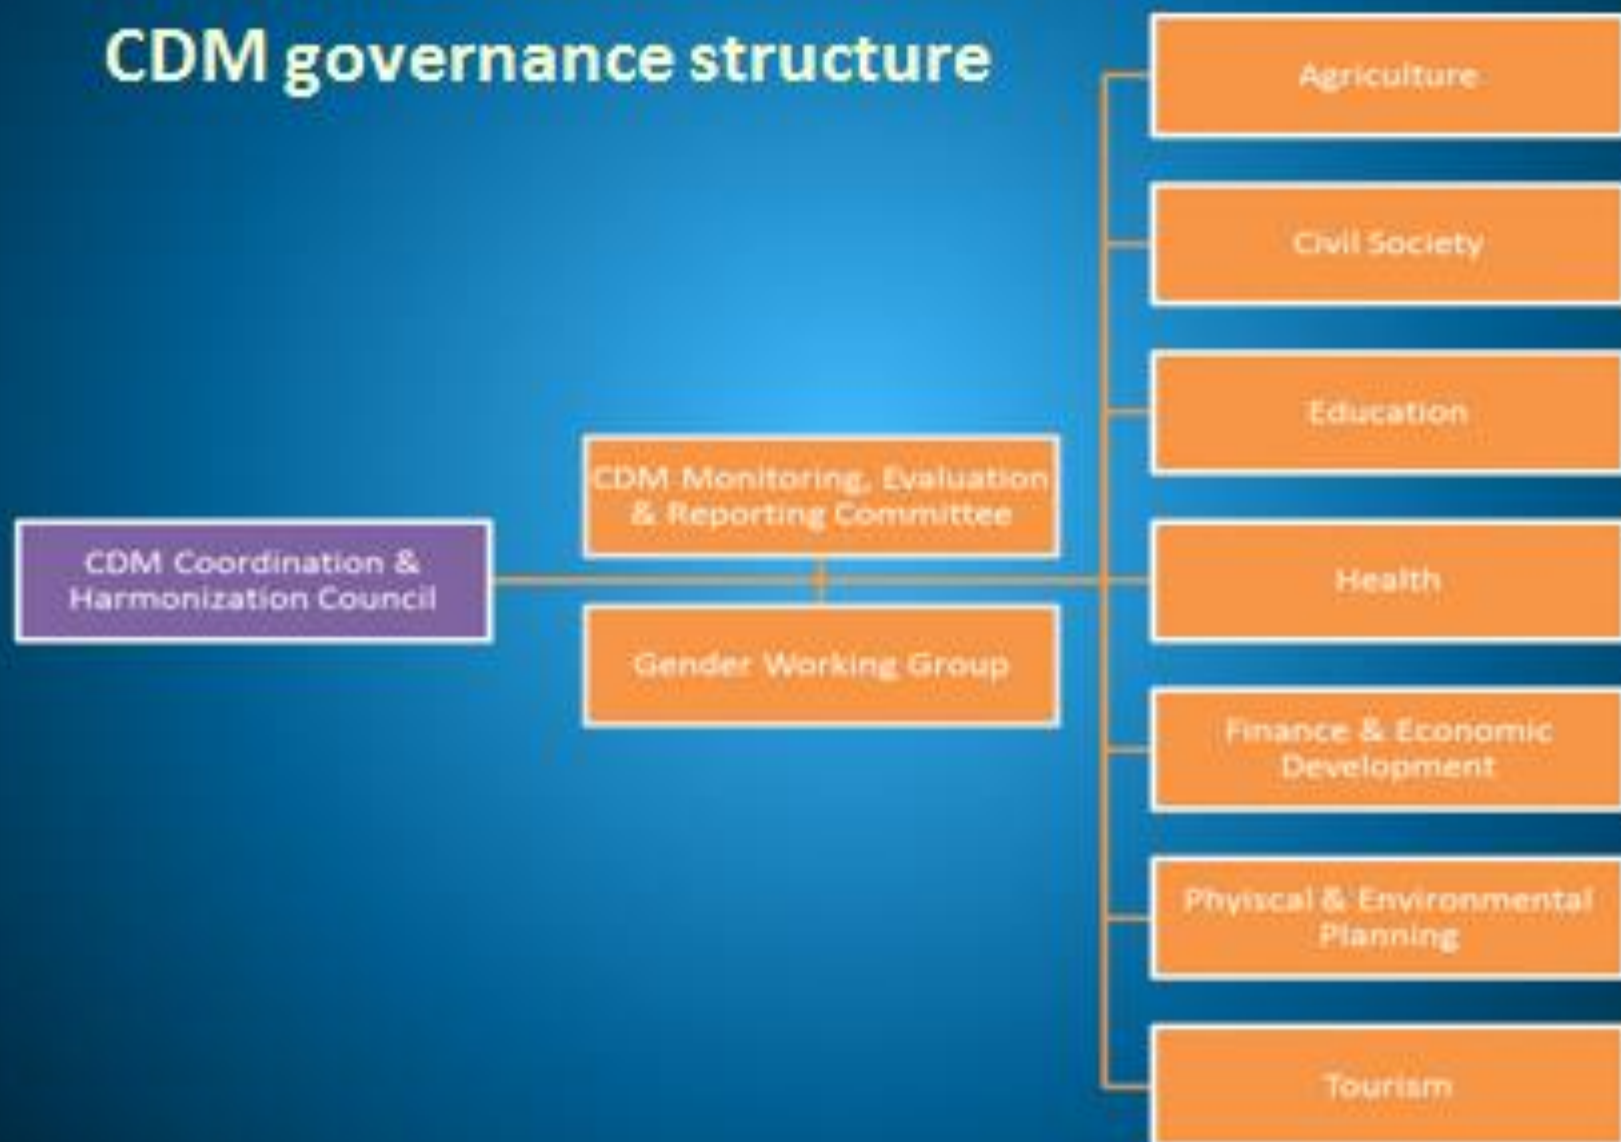 CDM governance structure
CDM Coordination &
Harmonization Council
CDM Monitoring, Evaluation
& Reporting Committee
Gender Working Group
Agriculture
Civil Society
Education
Health
Finance & Economic
Development
Phyiscal & Environmental
Planning
Tourism